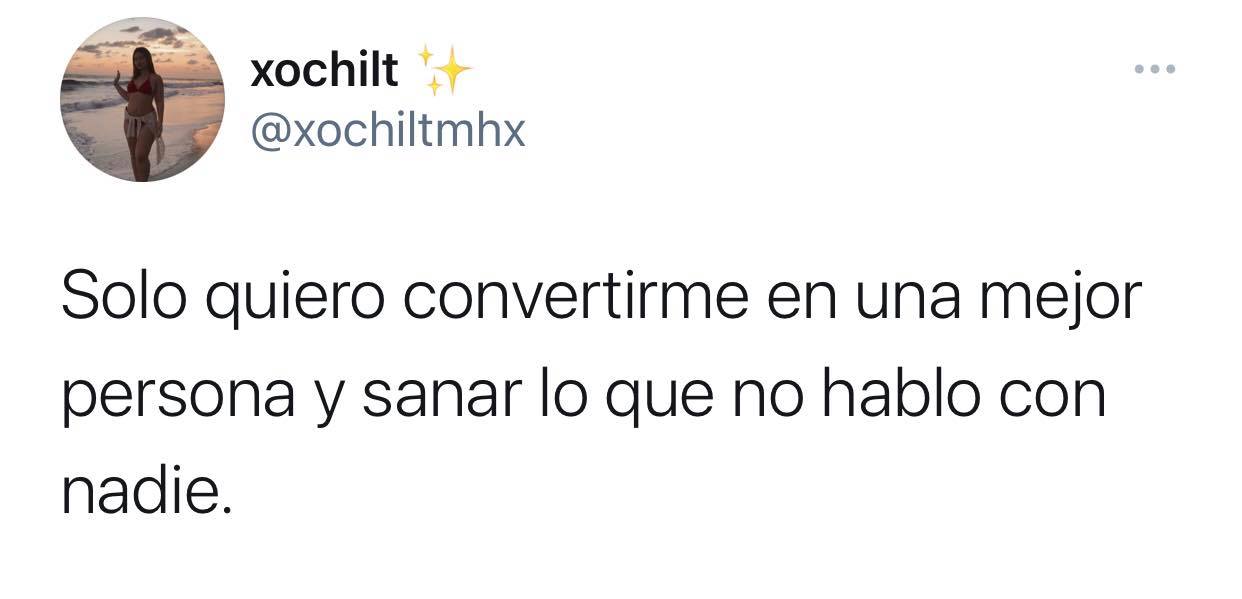 xochilt ✨
@xochiltmhx
Solo quiero convertirme en una mejor
persona y sanar lo que no hablo con
nadie.